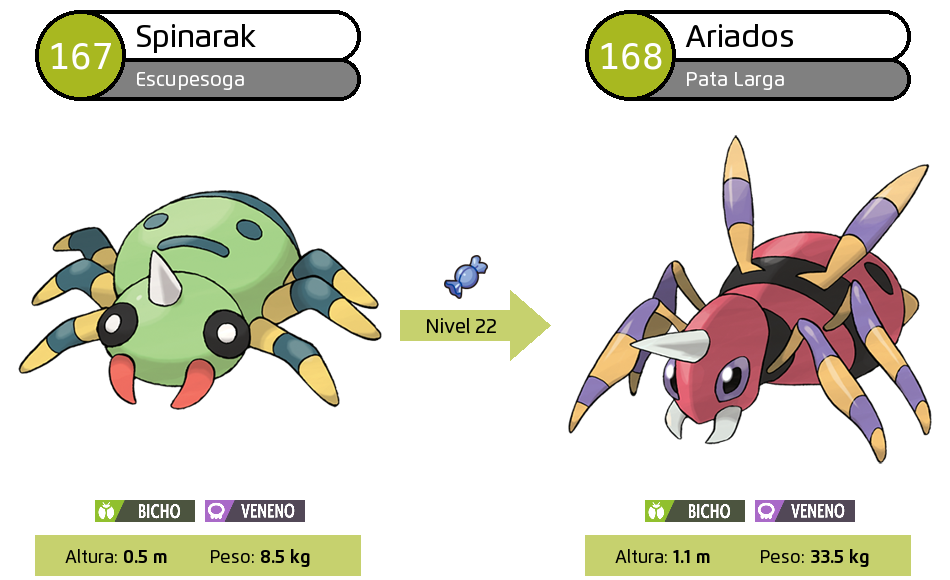 167
Spinarak
Escupesoga
168
Ariados
Pata Larga
Nivel 22
BICHO VENENO
BICHO VENENO
Altura: 0.5 m Peso: 8.5 kg
Altura: 1.1 m Peso: 33.5 kg